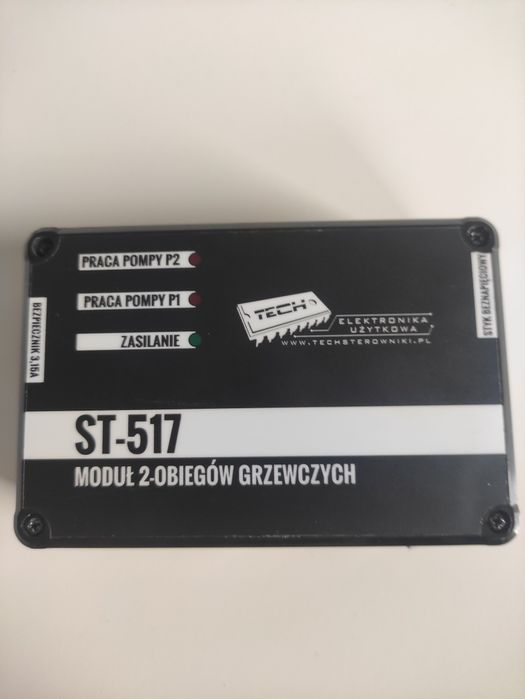 PRACA POMPY P2
PRACA POMPY P1
ZASILANIE
BEZPIECZNIK 3,15A
TECH
ELEKTRONIKA
UŻYTKOWA
WWW.TECHSTEROWNIKI.PL
STYK BEZNAPIĘCIOWY
ST-517
MODUŁ 2-OBIEGÓW GRZEWCZYCH